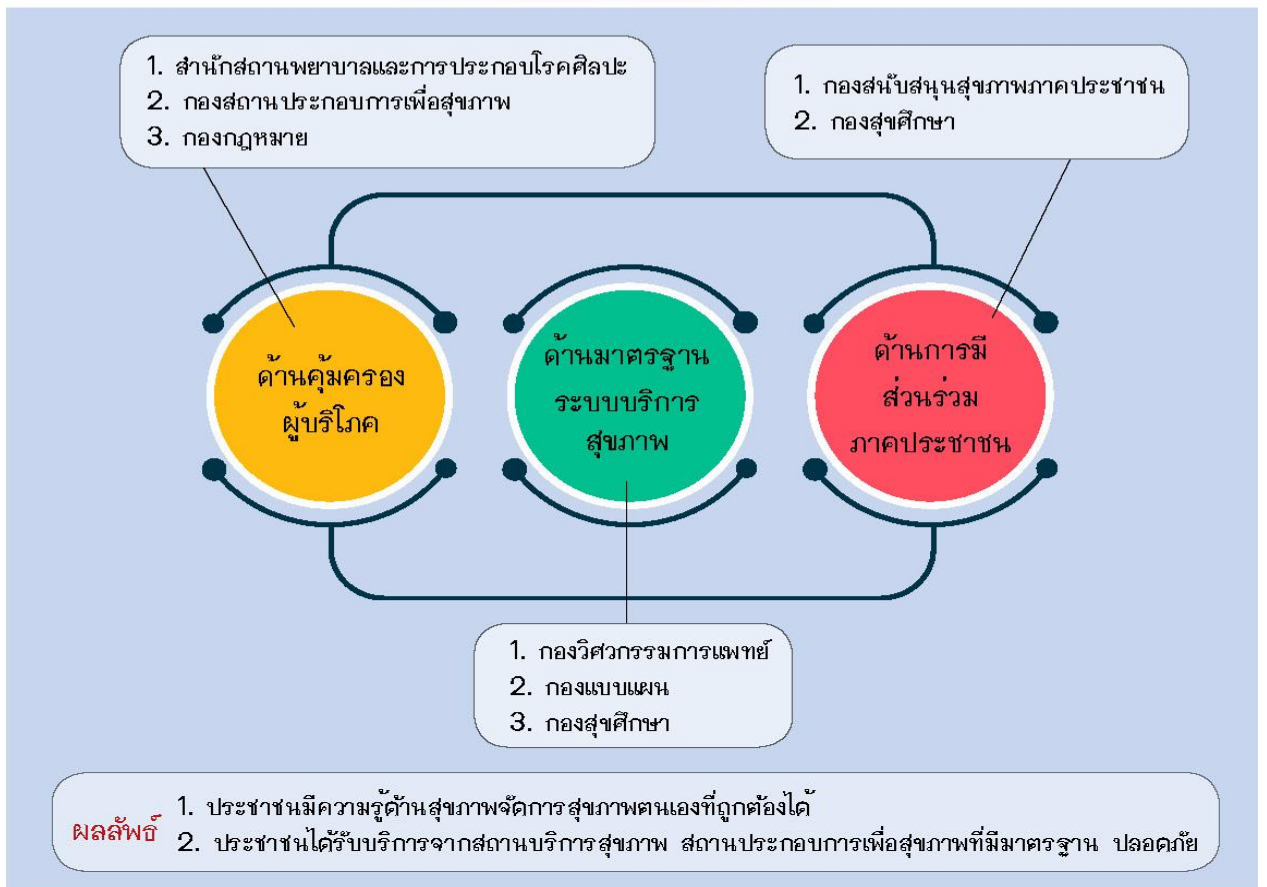 1. สำนักสถานพยาบาลและการประกอบโรคศิลปะ
2. กองสถานประกอบการเพื่อสุขภาพ
3. กองกฎหมาย
1. กองสนับสนุนสุขภาพภาคประชาชน
2. กองสุขศึกษา
ด้านคุ้มครอง
ผู้บริโภค
ด้านมาตรฐาน
ระบบบริการ
สุขภาพ
ด้านการมี
ส่วนร่วม
ภาคประชาชน
1. กองวิศวกรรมการแพทย์
2. กองแบบแผน
3. กองสุขศึกษา
ผลลัพธ์
1. ประชาชนมีความรู้ด้านสุขภาพจัดการสุขภาพตนเองที่ถูกต้องได้
2. ประชาชนได้รับบริการจากสถานบริการสุขภาพ สถานประกอบการเพื่อสุขภาพที่มีมาตรฐาน ปลอดภัย